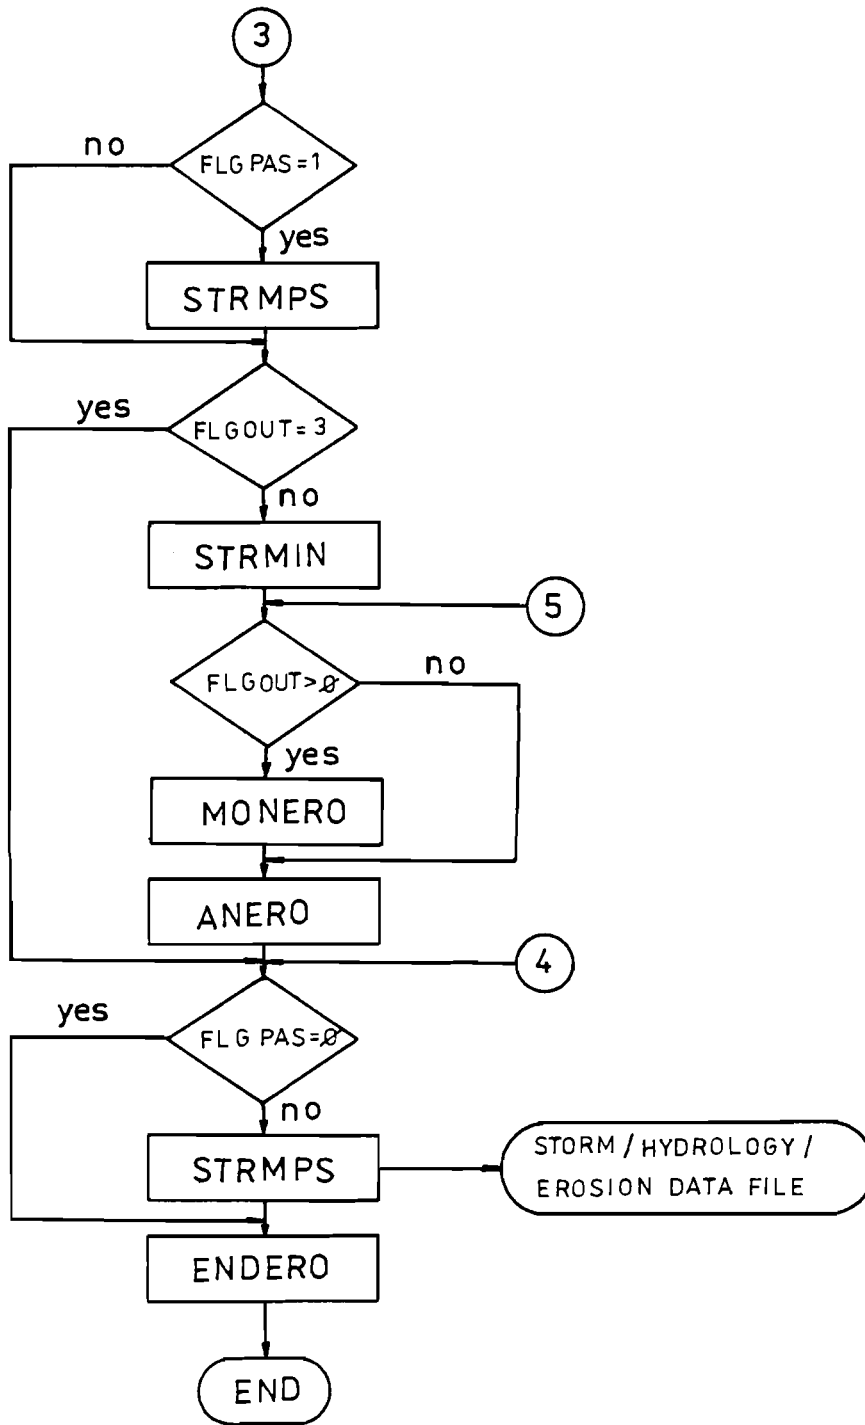 3
no
FLG PAS=1
yes
STRMPS
yes
FLGOUT=3
no
STRMIN
5
FLGOUT>Ø
no
yes
MONERO
ANERO
4
yes
FLG PAS=Ø
no
STRMPS
STORM/HYDROLOGY/
EROSION DATA FILE
ENDERO
END